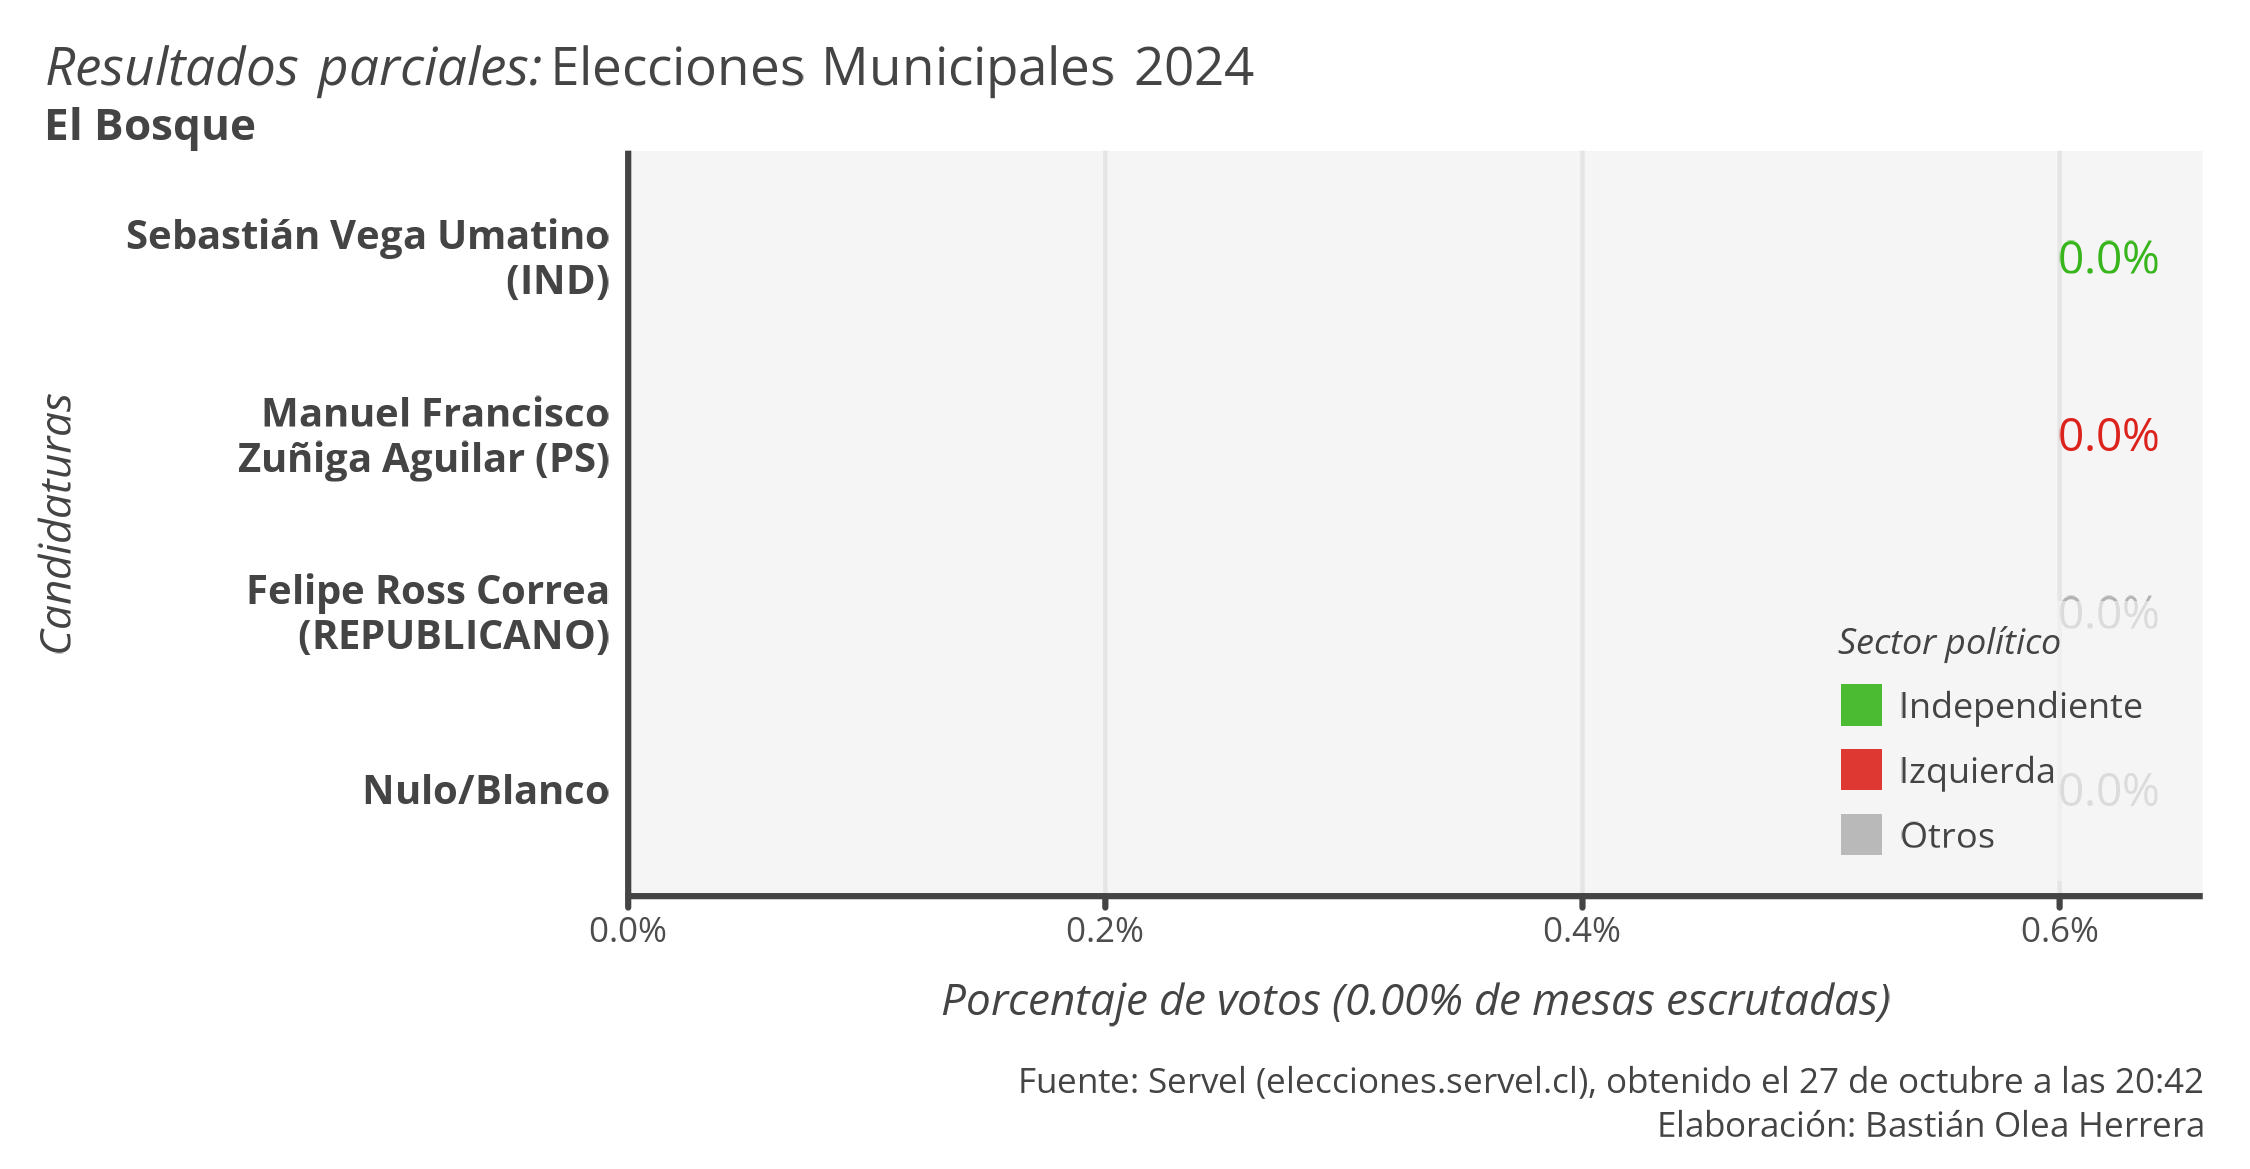 Resultados parciales: Elecciones Municipales 2024
El Bosque
Candidaturas
Sebastián Vega Umatino
(IND)
0.0%
Manuel Francisco
Zuñiga Aguilar (PS)
0.0%
Felipe Ross Correa
(REPUBLICANO)
0.0%
Nulo/Blanco
0.0%
Sector político
Independiente
Izquierda
Otros
0.0%
0.2%
0.4%
0.6%
Porcentaje de votos (0.00% de mesas escrutadas)
Fuente: Servel (elecciones.servel.cl), obtenido el 27 de octubre a las 20:42
Elaboración: Bastián Olea Herrera